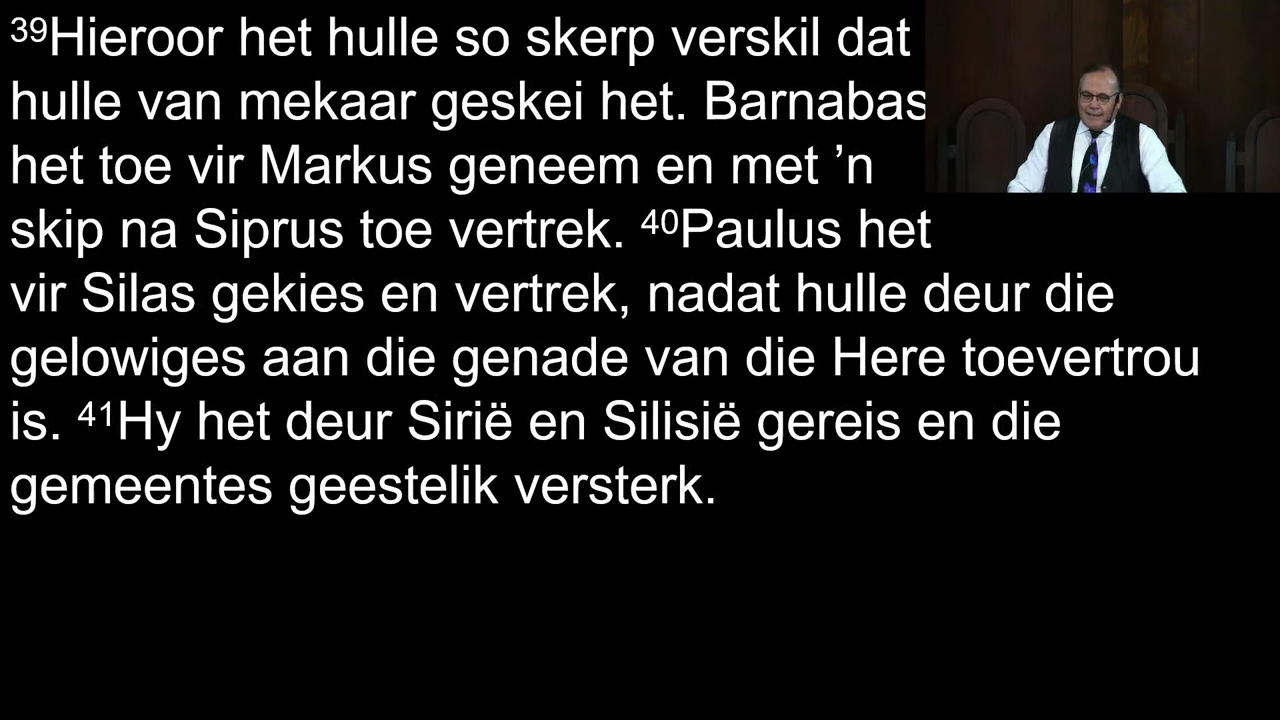 39Hieroor het hulle so skerp verskil dat
hulle van mekaar geskei het. Barnabas
het toe vir Markus geneem en met ’n
skip na Siprus toe vertrek. 40Paulus het
vir Silas gekies en vertrek, nadat hulle deur die
gelowiges aan die genade van die Here toevertrou
is. 41Hy het deur Sirië en Silisië gereis en die
gemeentes geestelik versterk.